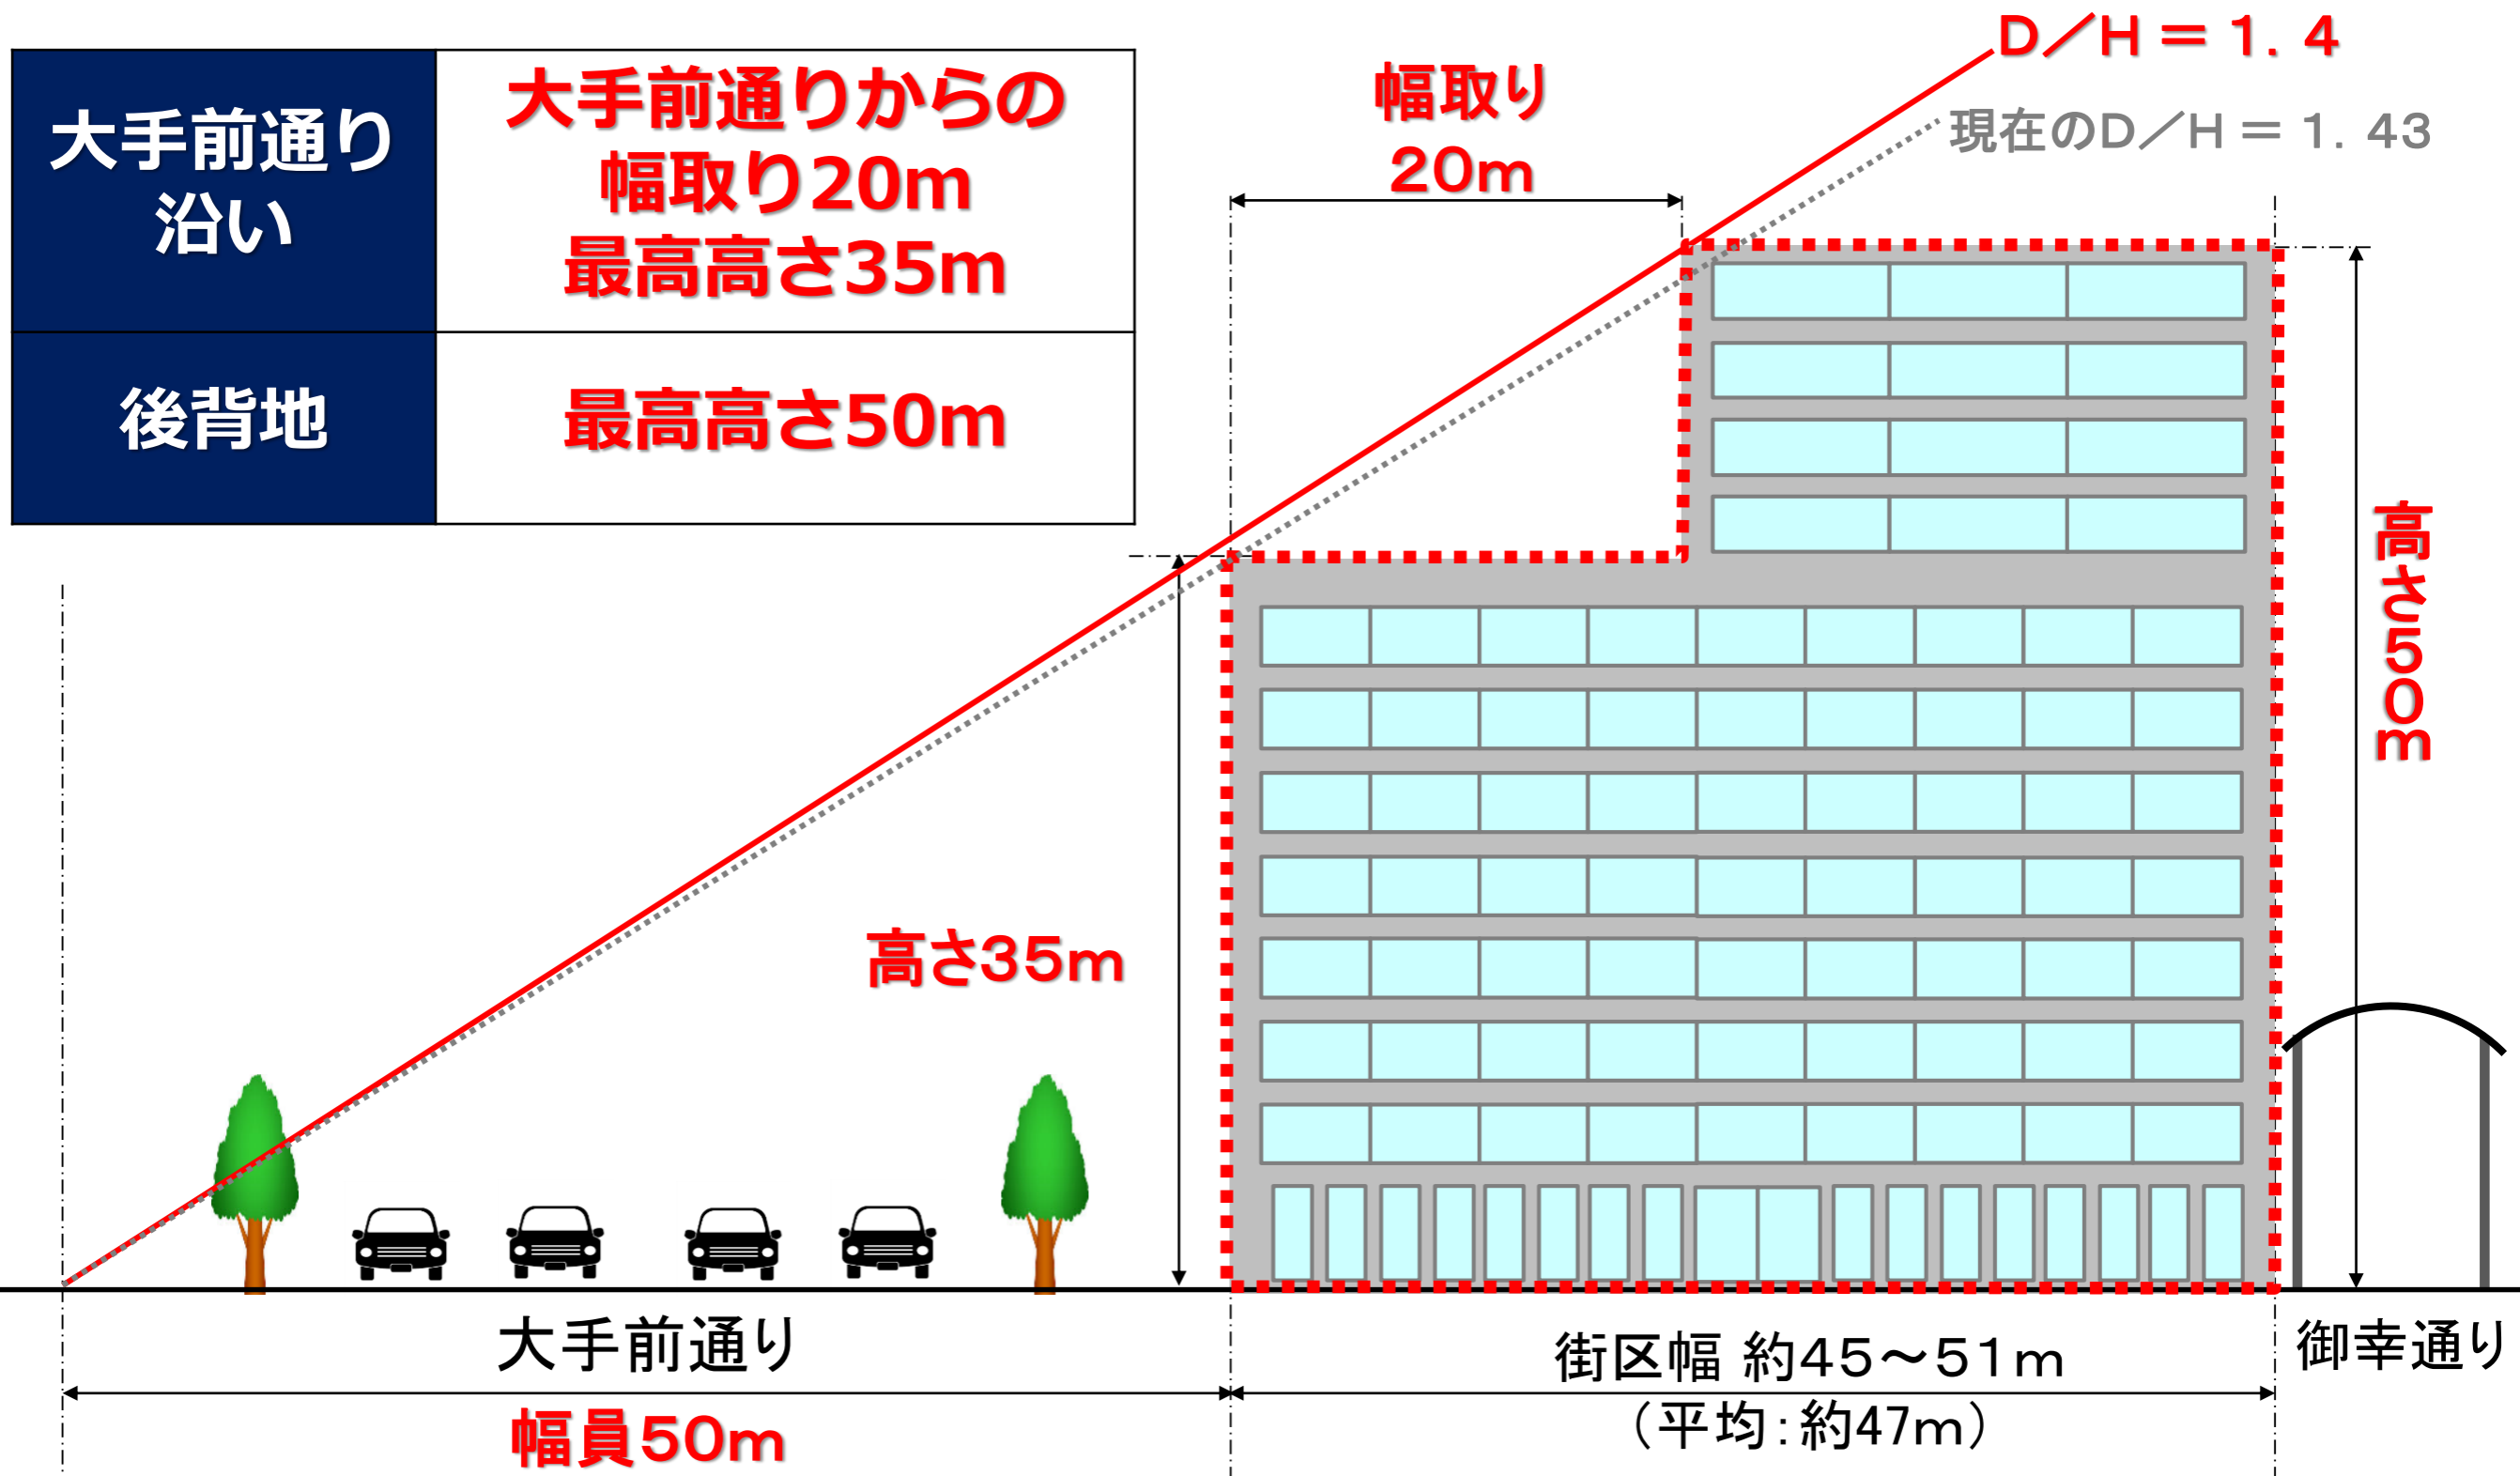 大手前通り
沿い
大手前通りからの
幅取り20m
最高高さ35m
後背地
最高高さ50m
幅取り
20m
D/H=1.4
現在のD/H=1.43
高さ50m
高さ35m
大手前通り
幅員50m
街区幅 約45~51m
(平均:約47m)
御幸通り